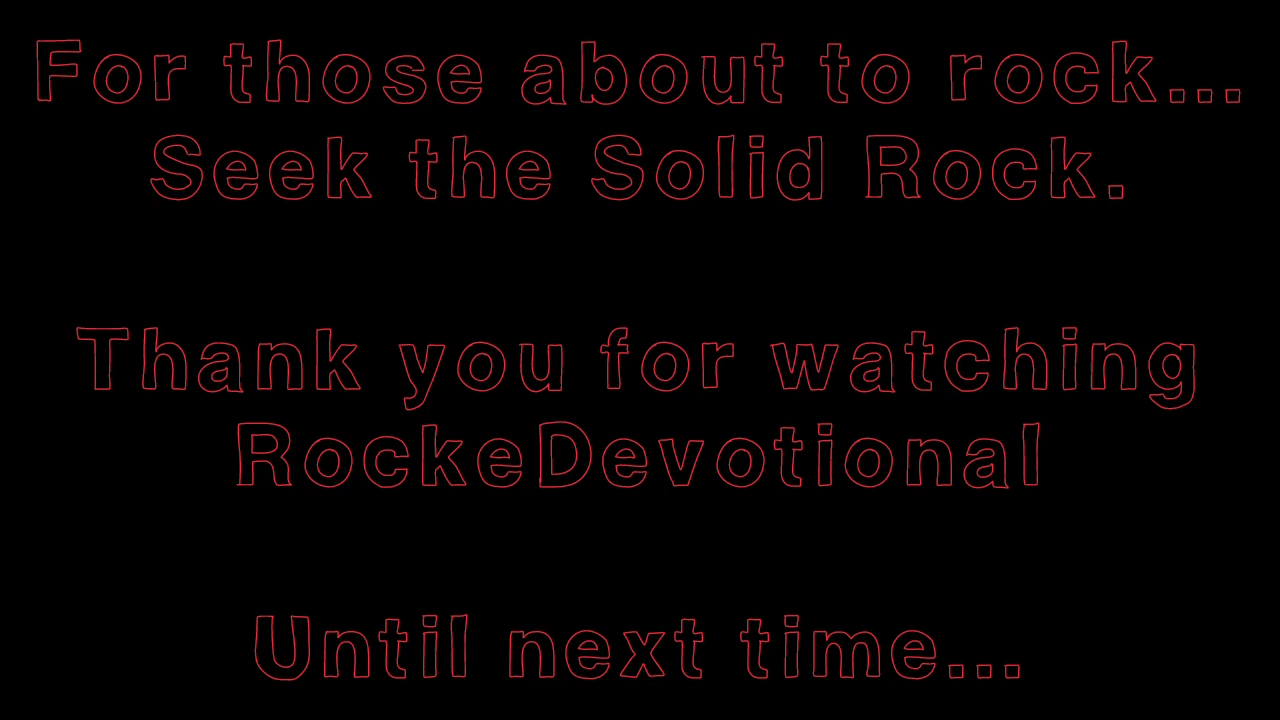 For those about to rock...
Seek the Solid Rock.
Thank you for watching
RockeDevotional
Until next time...